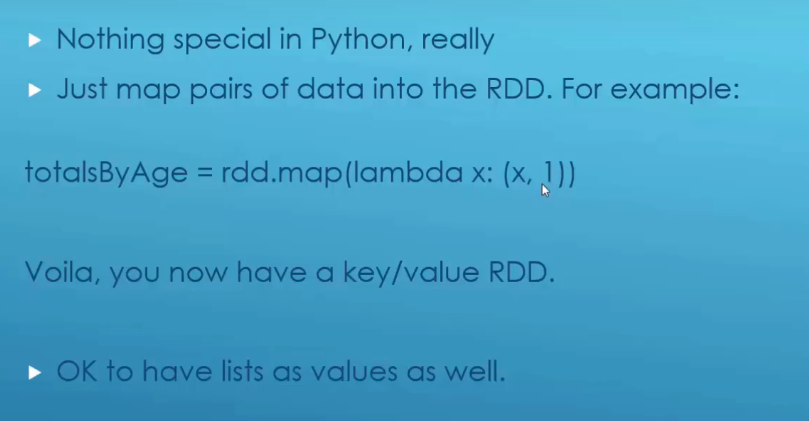 Nothing special in Python, really
Just map pairs of data into the RDD. For example:
totalsByAge = rdd.map(lambda x: (x, 1))
Voila, you now have a key/value RDD.
OK to have lists as values as well.